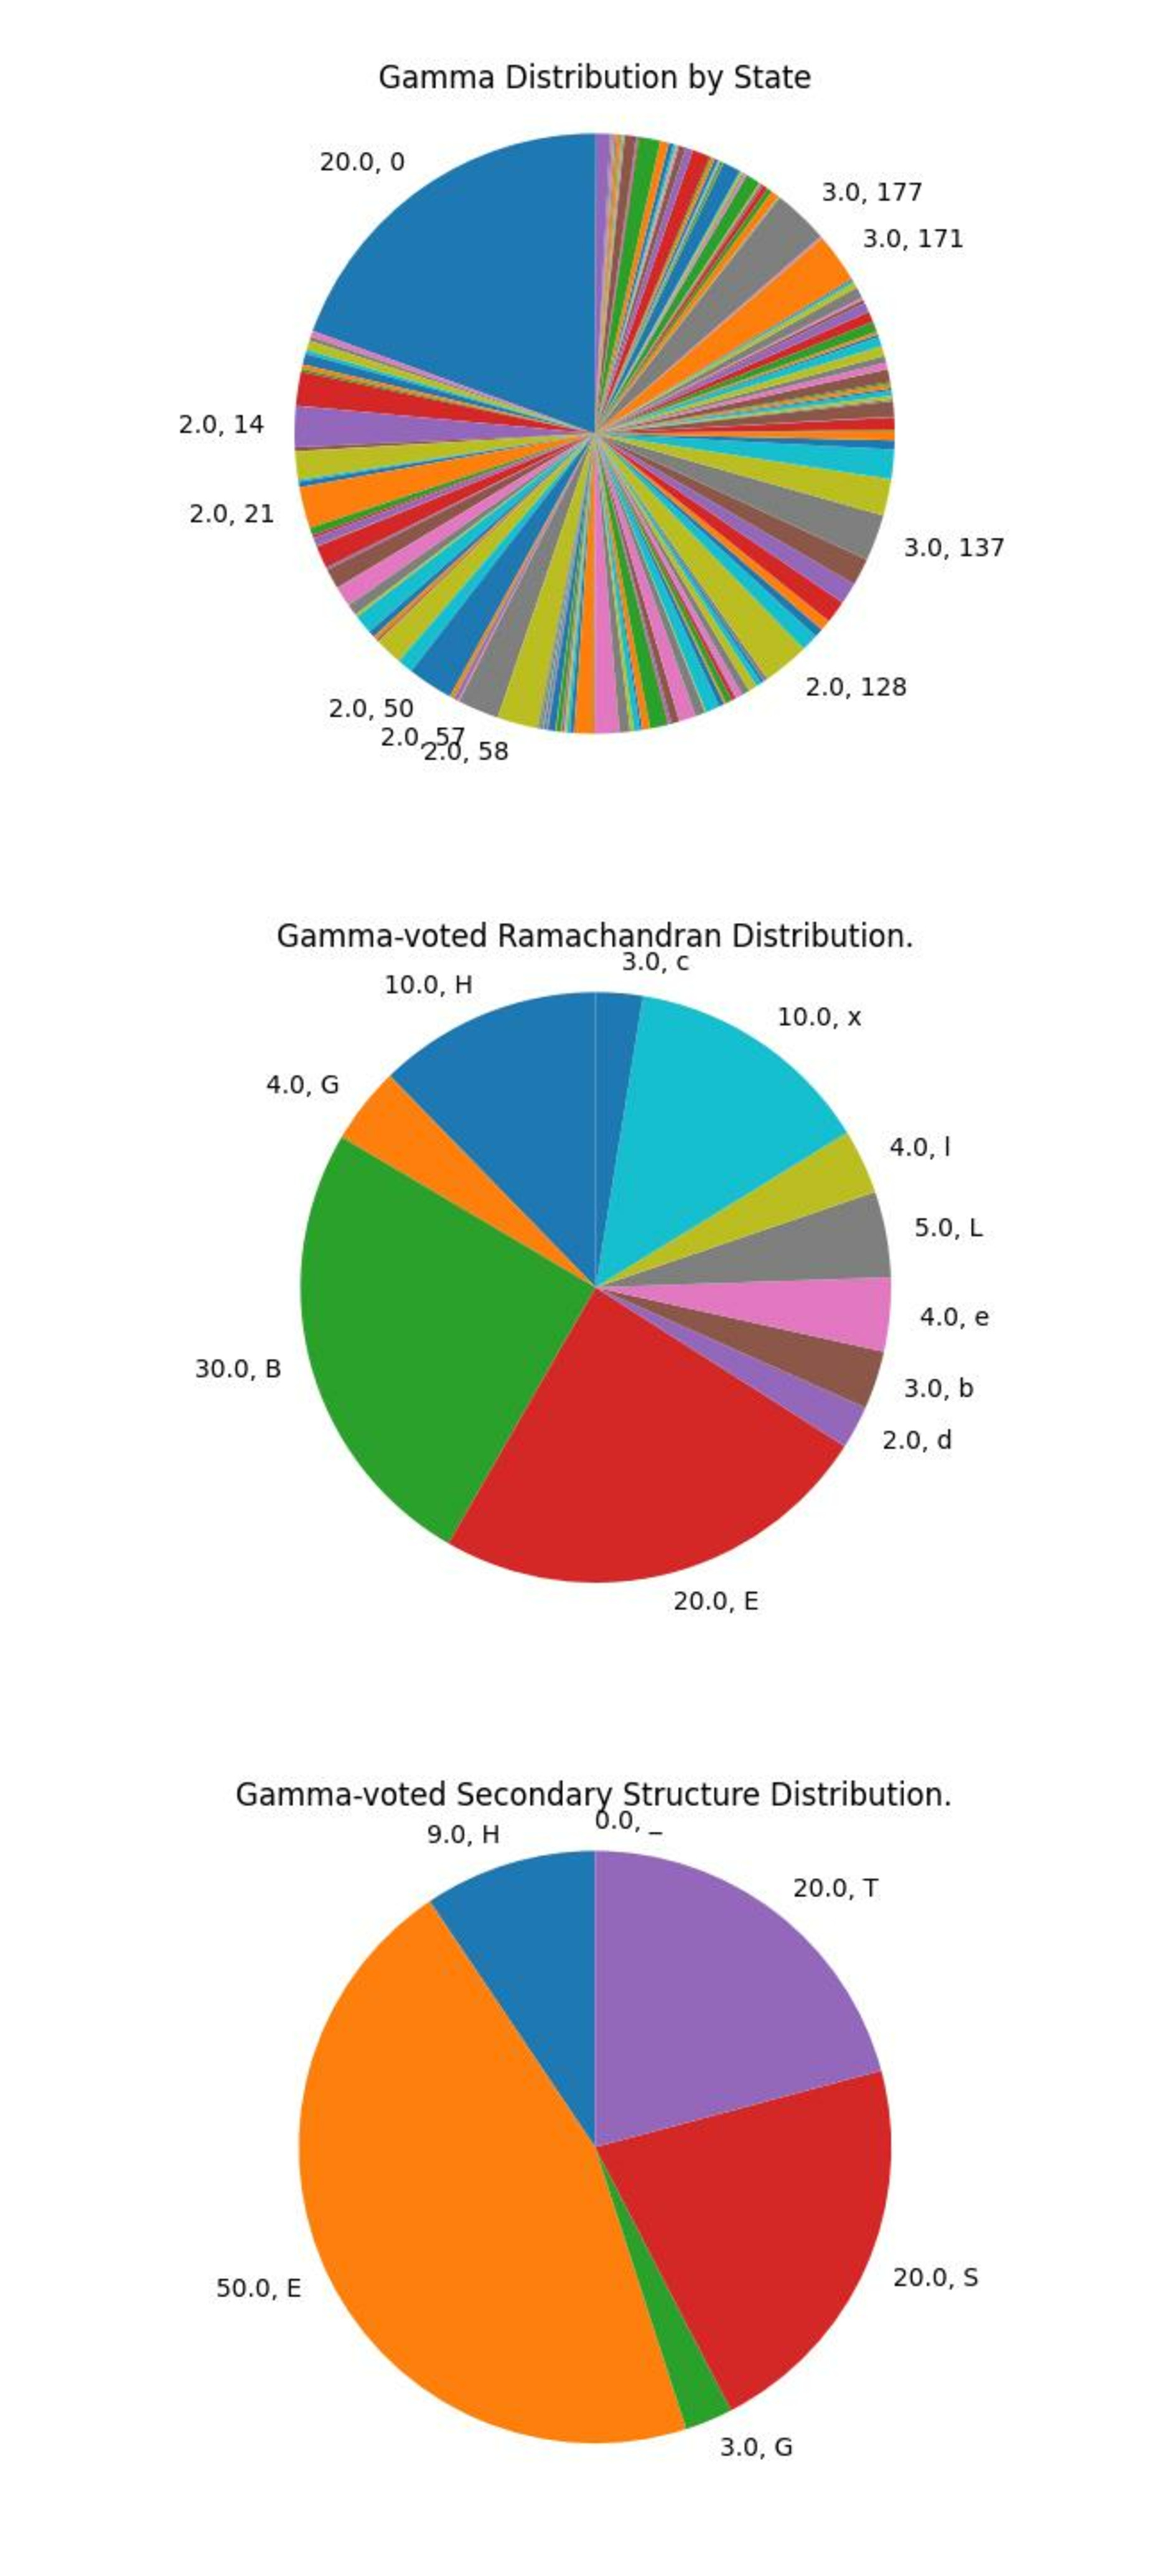 Gamma Distribution by State
20.0, 0
3.0, 177
3.0, 171
2.0, 14
2.0, 21
3.0, 137
2.0, 128
2.0, 50
2.0, 57
2.0, 58
Gamma-voted Ramachandran Distribution.
3.0, c
10.0, H
10.0, x
4.0, G
4.0, l
5.0, L
4.0, e
30.0, B
3.0, b
2.0, d
20.0, E
Gamma-voted Secondary Structure Distribution.
0.0, _
9.0, H
20.0, T
20.0, S
50.0, E
3.0, G